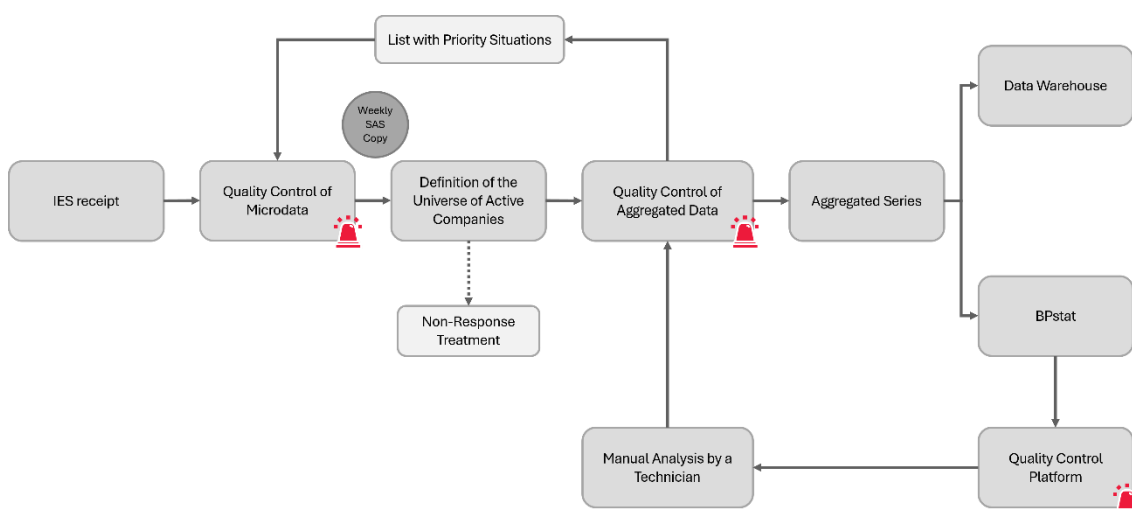 List with Priority Situations
Data Warehouse
Weekly
SAS
Copy
IES receipt
Quality Control of
Microdata
Definition of the
Universe of Active
Companies
Quality Control of
Aggregated Data
Aggregated Series
Non-Response
Treatment
BPstat
Manual Analysis by a
Technician
Quality Control
Platform